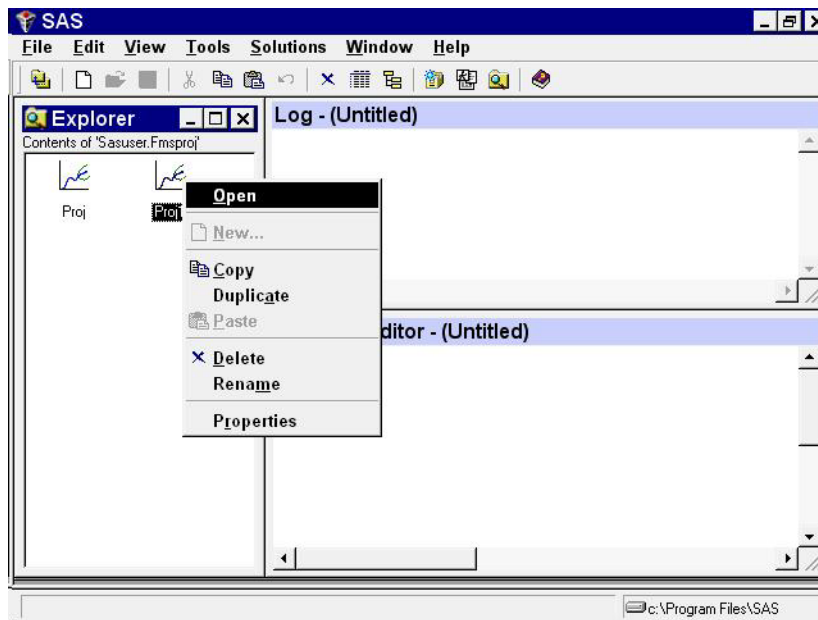 SAS
File Edit View Tools Solutions Window Help
Explorer
Contents of 'Sasuser.Fmsproj'
Proj
Proj
Open
New...
Copy
Duplicate
Paste
Delete
Rename
Properties
Log - (Untitled)
ditor - (Untitled)
c:\Program Files\SAS